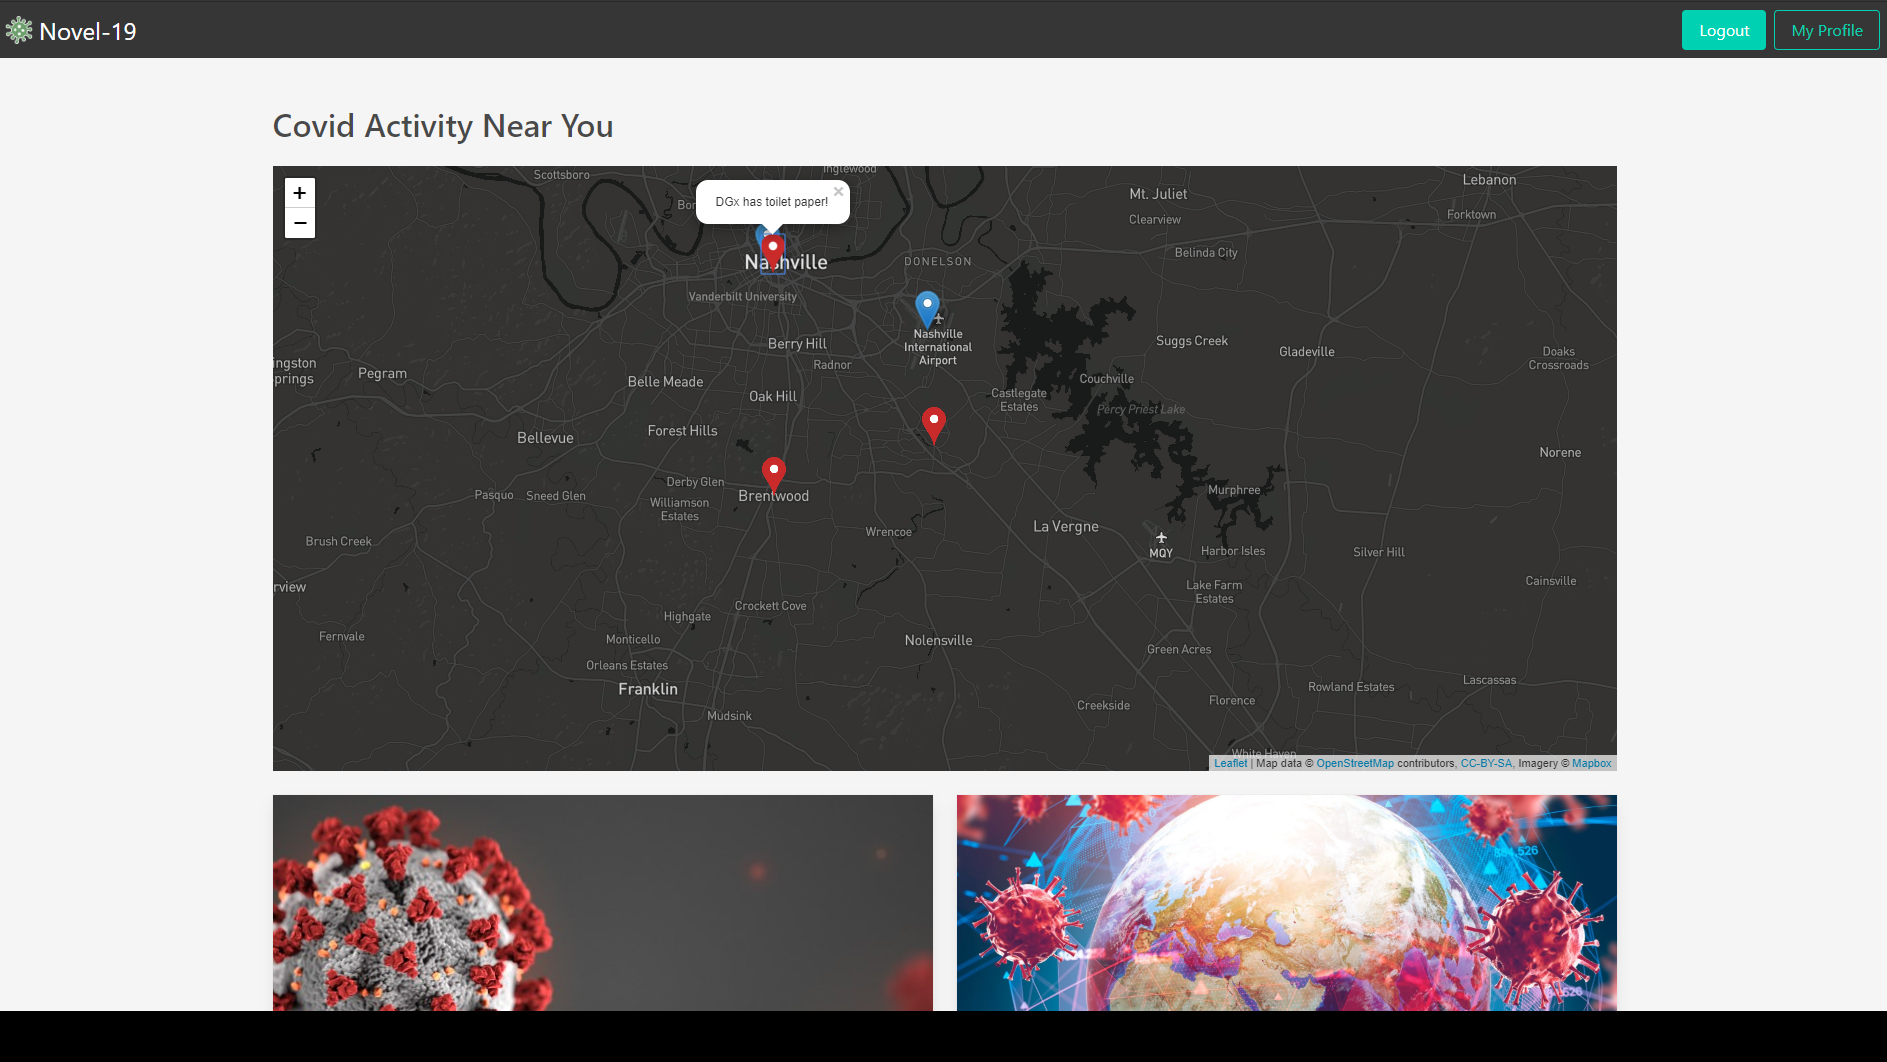 Novel-19
Logout
My Profile
Covid Activity Near You
+
−
Scottsboro
Inglewood
DGx has toilet paper!
×
Mt. Juliet
Lebanon
Clearview
Forktown
Belinda City
Nashville
DONELSON
Vanderbilt University
Nashville
International
Airport
Berry Hill
Radnor
Suggs Creek
Gladeville
Doaks
Crossroads
Pegram
Belle Meade
Oak Hill
Couchville
Castlegate
Estates
Percy Priest Lake
Bellevue
Forest Hills
Norene
Derby Glen
Brentwood
Pasquo
Sneed Glen
Williamson
Estates
Murphree
Wrencoe
La Vergne
Brush Creek
MQY
Harbor Isles
Silver Hill
rview
Lake Farm
Estates
Cainsville
Crockett Cove
Highgate
Fernvale
Monticello
Nolensville
Green Acres
Orleans Estates
Franklin
Rowland Estates
Lascassas
Mudsink
Creekside
Florence
White Haven
Leaflet | Map data © OpenStreetMap contributors, CC-BY-SA, Imagery © Mapbox